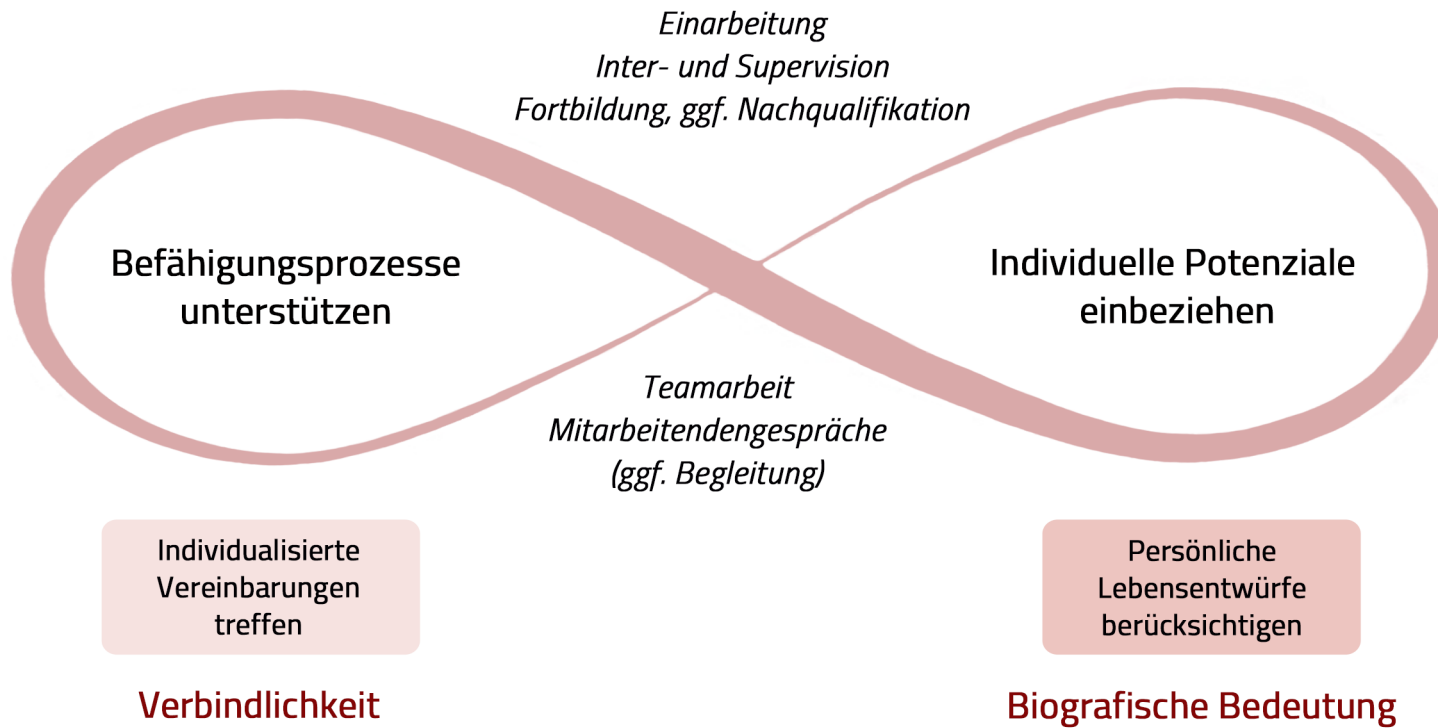 Einarbeitung
Inter- und Supervision
Fortbildung, ggf. Nachqualifikation
Befähigungsprozesse
unterstützen
Individuelle Potenziale
einbeziehen
Teamarbeit
Mitarbeitendengespräche
(ggf. Begleitung)
Individualisierte
Vereinbarungen
treffen
Persönliche
Lebensentwürfe
berücksichtigen
Verbindlichkeit
Biografische Bedeutung